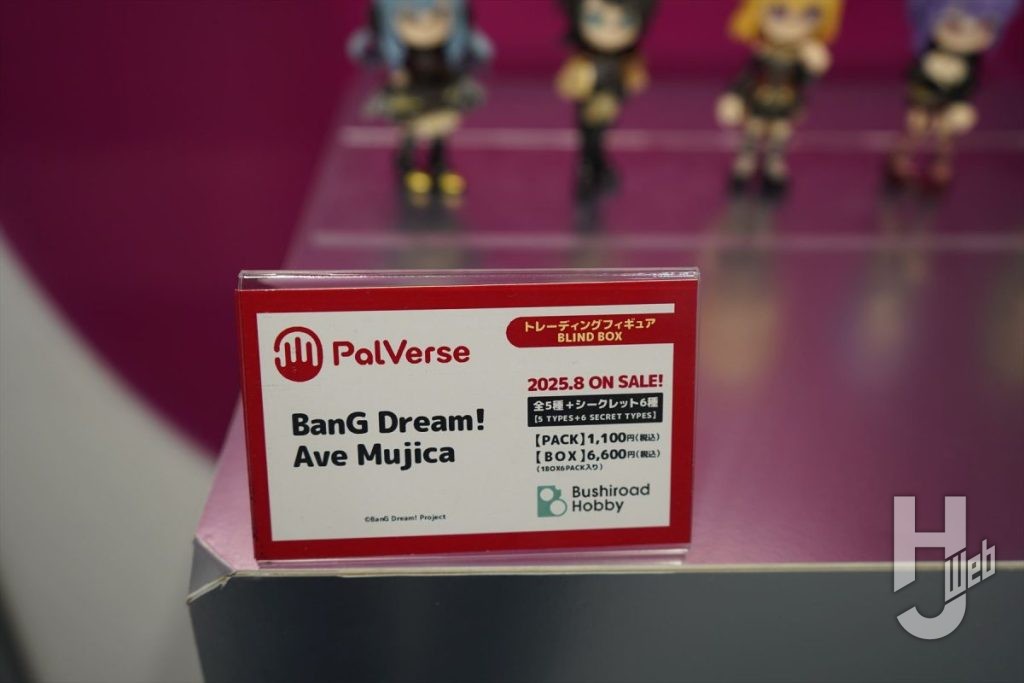 PalVerse
トレーディングフィギュア
BLIND BOX
BanG Dream!
Ave Mujica
2025.8 ON SALE!
全5種+シークレット6種
[5 TYPES+6 SECRET TYPES]
【PACK】1,100円(税込)
【BOX】6,600円(税込)
(1BOX6PACK入り)
Bushiroad
Hobby
©BanG Dream! Project
HJ Web